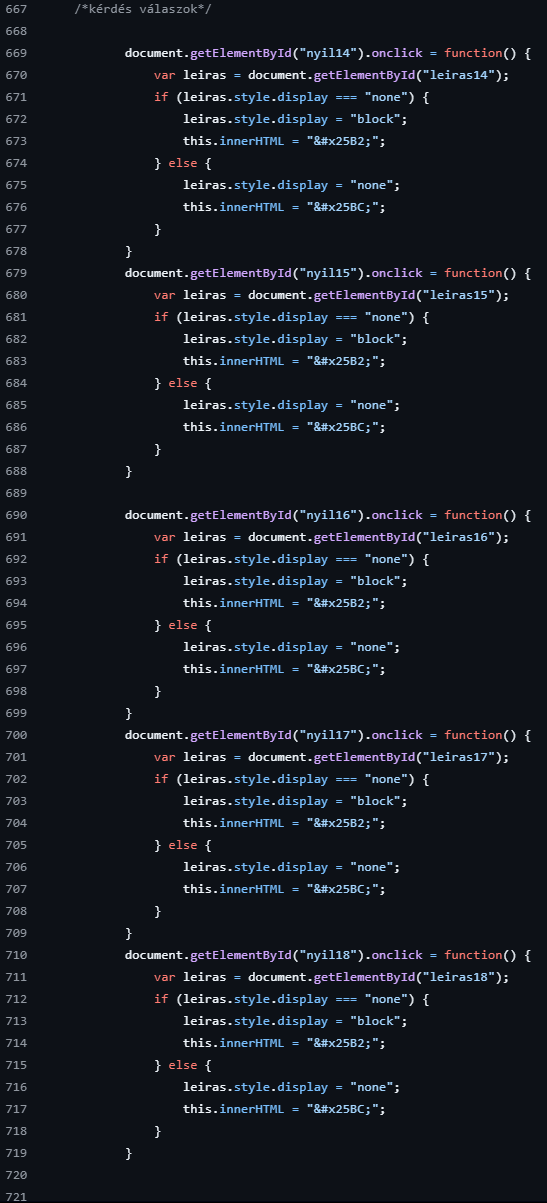 667 /*kérdés válaszok*/
668
669 document.getElementById("nyil14").onclick = function() {
670 var leiras = document.getElementById("leiras14");
671 if (leiras.style.display === "none") {
672 leiras.style.display = "block";
673 this.innerHTML = "&#x25B2;";
674 } else {
675 leiras.style.display = "none";
676 this.innerHTML = "&#x25BC;";
677 }
678 }
679 document.getElementById("nyil15").onclick = function() {
680 var leiras = document.getElementById("leiras15");
681 if (leiras.style.display === "none") {
682 leiras.style.display = "block";
683 this.innerHTML = "&#x25B2;";
684 } else {
685 leiras.style.display = "none";
686 this.innerHTML = "&#x25BC;";
687 }
688 }
689
690 document.getElementById("nyil16").onclick = function() {
691 var leiras = document.getElementById("leiras16");
692 if (leiras.style.display === "none") {
693 leiras.style.display = "block";
694 this.innerHTML = "&#x25B2;";
695 } else {
696 leiras.style.display = "none";
697 this.innerHTML = "&#x25BC;";
698 }
699 }
700 document.getElementById("nyil17").onclick = function() {
701 var leiras = document.getElementById("leiras17");
702 if (leiras.style.display === "none") {
703 leiras.style.display = "block";
704 this.innerHTML = "&#x25B2;";
705 } else {
706 leiras.style.display = "none";
707 this.innerHTML = "&#x25BC;";
708 }
709 }
710 document.getElementById("nyil18").onclick = function() {
711 var leiras = document.getElementById("leiras18");
712 if (leiras.style.display === "none") {
713 leiras.style.display = "block";
714 this.innerHTML = "&#x25B2;";
715 } else {
716 leiras.style.display = "none";
717 this.innerHTML = "&#x25BC;";
718 }
719 }
720
721